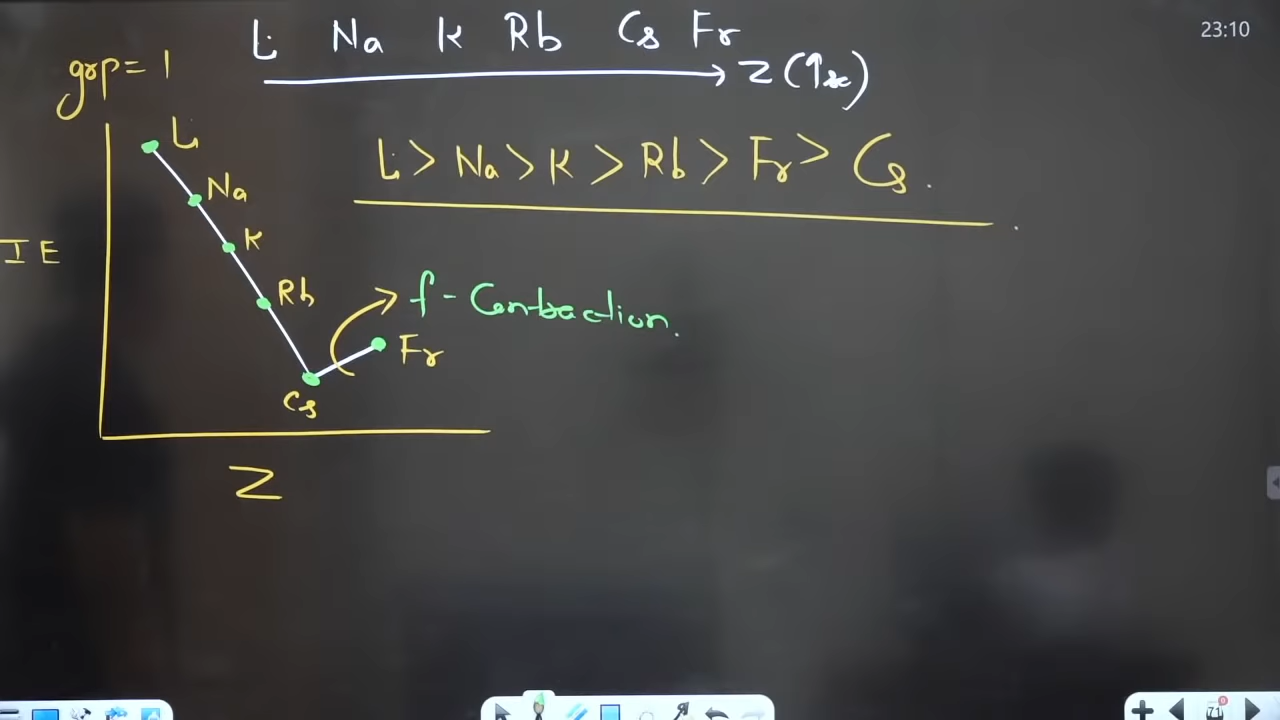 Li Na K Rb Cs Fr
23:10
Z (↑se)
grp = 1
Li > Na > K > Rb > Fr > Cs.
Li
Na
K
IE
Rb
f - Contraction.
Fr
Cs
Z
71